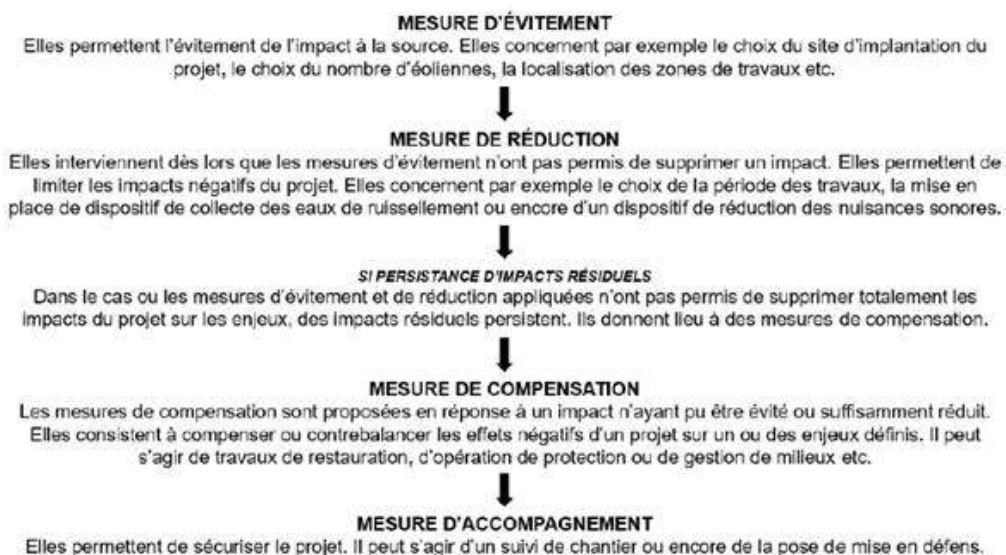 MESURE D'ÉVITEMENT
Elles permettent l'évitement de l'impact à la source. Elles concernent par exemple le choix du site d'implantation du
projet, le choix du nombre d'éoliennes, la localisation des zones de travaux etc.
MESURE DE RÉDUCTION
Elles interviennent dès lors que les mesures d'évitement n'ont pas permis de supprimer un impact. Elles permettent de
limiter les impacts négatifs du projet. Elles concernent par exemple le choix de la période des travaux, la mise en
place de dispositif de collecte des eaux de ruissellement ou encore d'un dispositif de réduction des nuisances sonores.
SI PERSISTANCE D'IMPACTS RÉSIDUELS
Dans le cas ou les mesures d'évitement et de réduction appliquées n'ont pas permis de supprimer totalement les
impacts du projet sur les enjeux, des impacts résiduels persistent. Ils donnent lieu à des mesures de compensation.
MESURE DE COMPENSATION
Les mesures de compensation sont proposées en réponse à un impact n'ayant pu être évité ou suffisamment réduit.
Elles consistent à compenser ou contrebalancer les effets négatifs d'un projet sur un ou des enjeux définis. Il peut
s'agir de travaux de restauration, d'opération de protection ou de gestion de milieux etc.
MESURE D'ACCOMPAGNEMENT
Elles permettent de sécuriser le projet. Il peut s'agir d'un suivi de chantier ou encore de la pose de mise en défens.